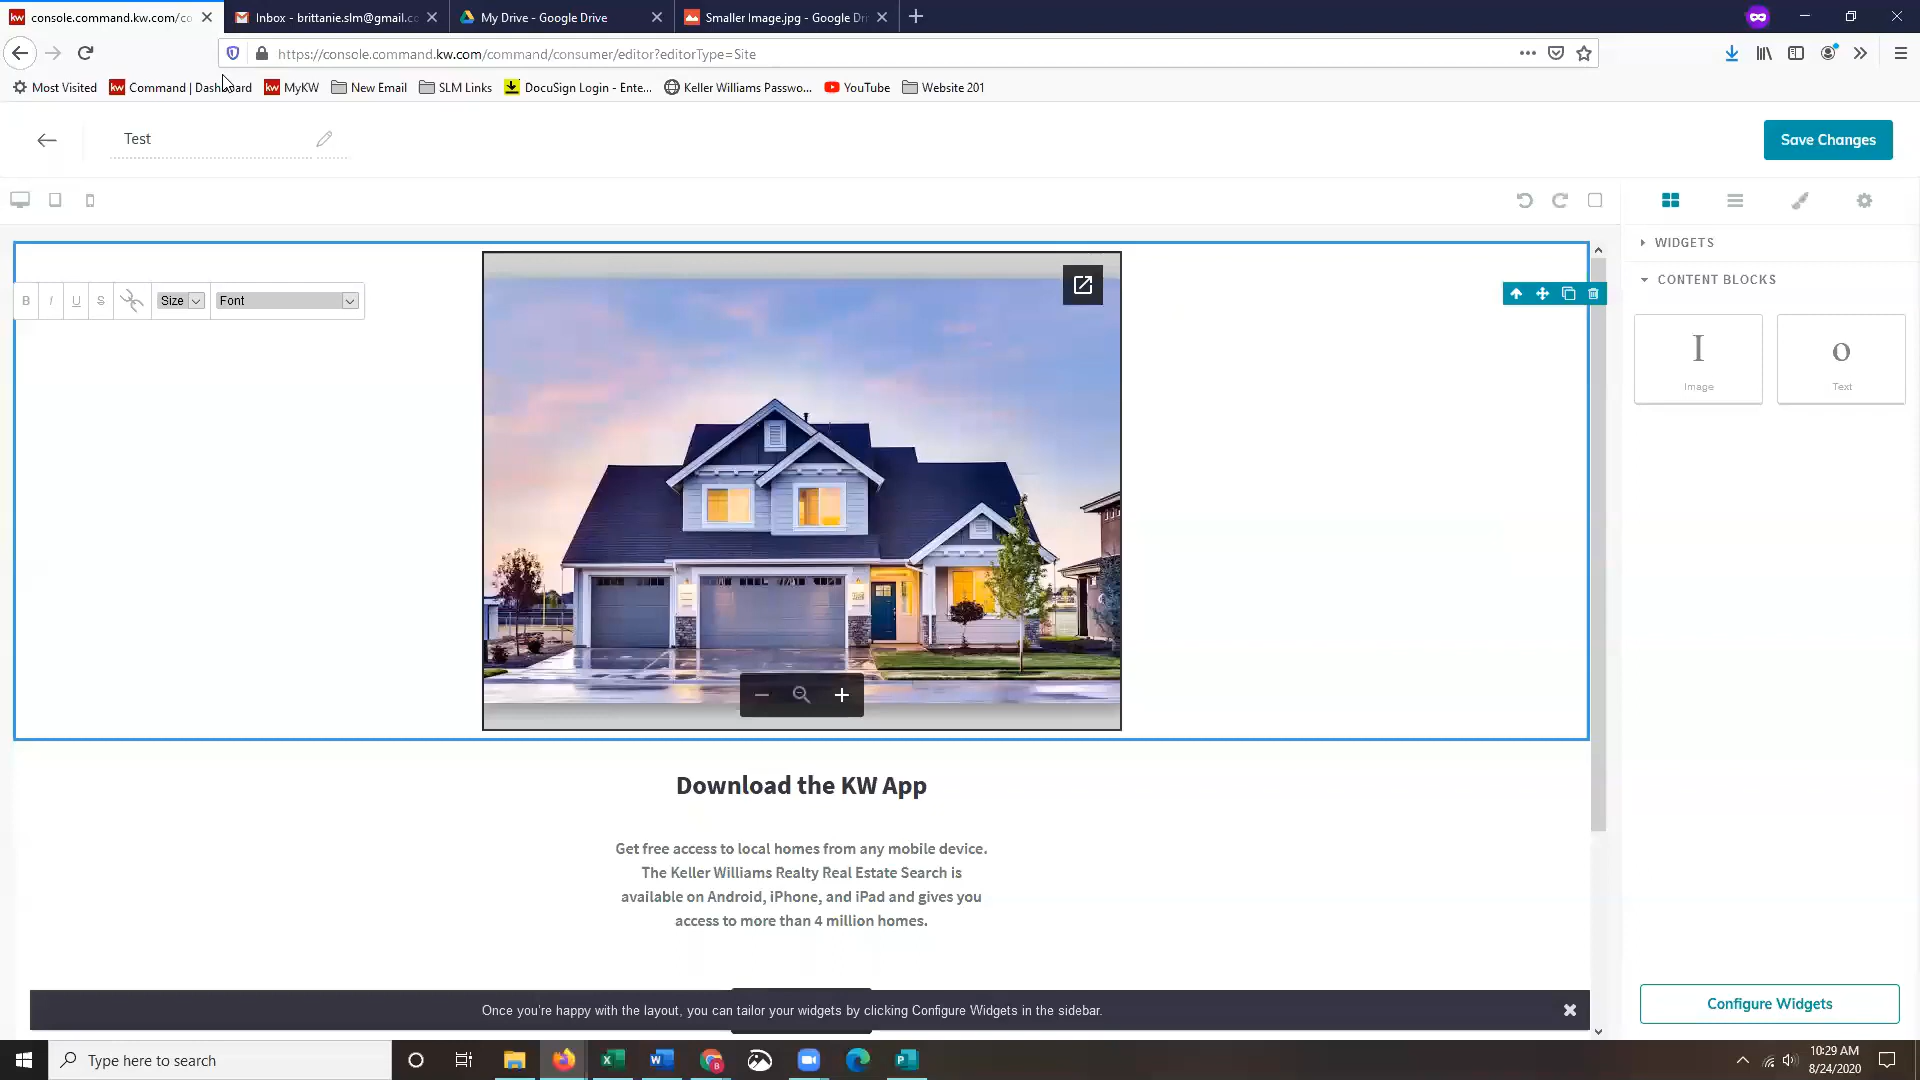 console.command.kw.com/co
Inbox - brittanie.slm@gmail.co
My Drive - Google Drive
Smaller Image.jpg - Google Dri
https://console.command.kw.com/command/consumer/editor?editorType=Site
Most Visited
kw Command | Dashboard
kw MyKW
New Email
SLM Links
DocuSign Login - Ente...
Keller Williams Passwo...
YouTube
Website 201
Test
Save Changes
WIDGETS
CONTENT BLOCKS
B I U S Size Font
I
Image
o
Text
Download the KW App
Get free access to local homes from any mobile device.
The Keller Williams Realty Real Estate Search is
available on Android, iPhone, and iPad and gives you
access to more than 4 million homes.
Once you're happy with the layout, you can tailor your widgets by clicking Configure Widgets in the sidebar.
Configure Widgets
Type here to search
10:29 AM
8/24/2020